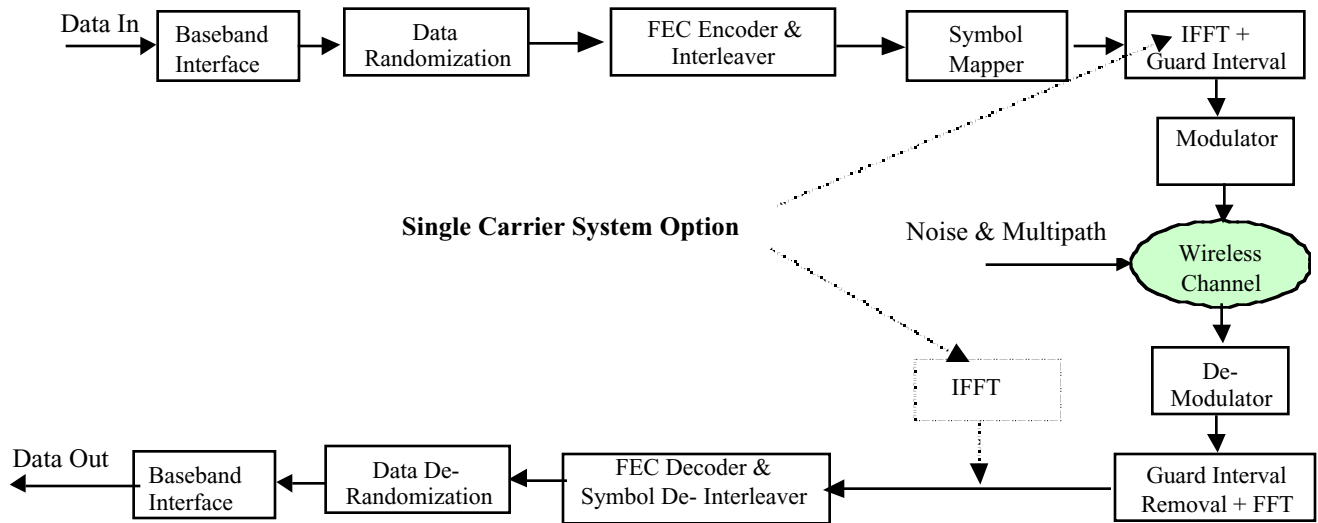 Data In
Baseband
Interface
Data
Randomization
FEC Encoder &
Interleaver
Symbol
Mapper
IFFT +
Guard Interval
Modulator
Single Carrier System Option
Noise & Multipath
Wireless
Channel
De-
Modulator
IFFT
Data Out
Baseband
Interface
Data De-
Randomization
FEC Decoder &
Symbol De- Interleaver
Guard Interval
Removal + FFT